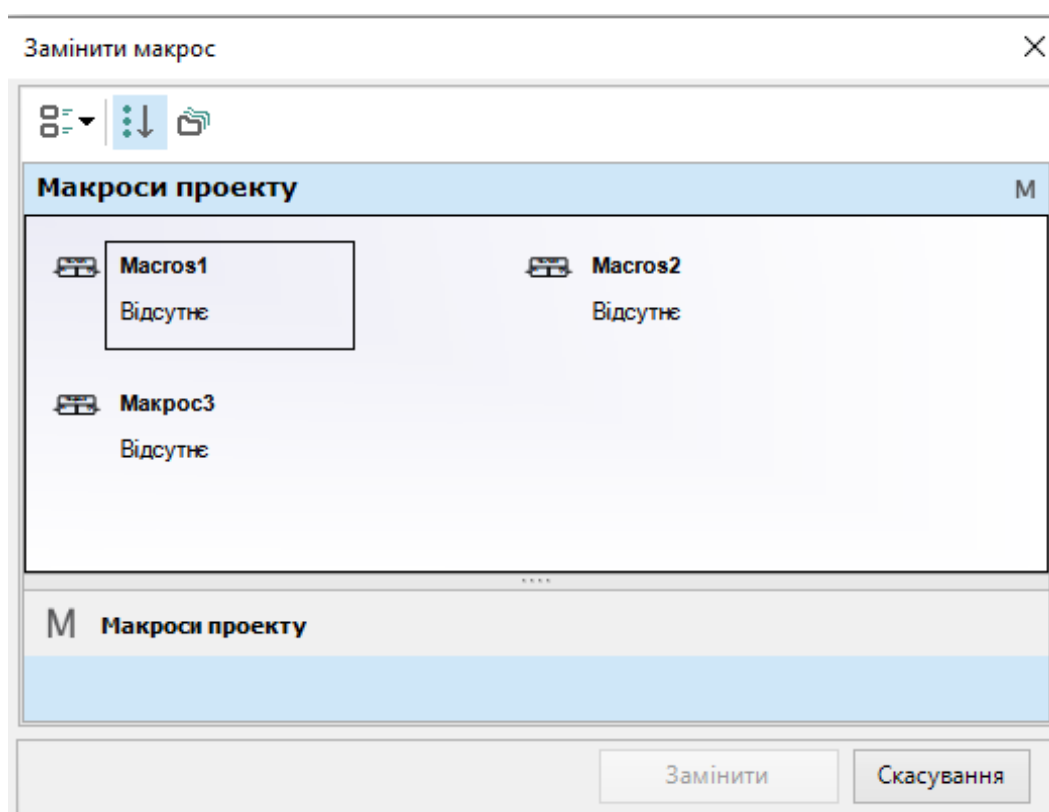 Замінити макрос
Макроси проекту M
Macros1 Macros2
Відсутнє Відсутнє
Макрос3
Відсутнє
M Макроси проекту
Замінити Скасування